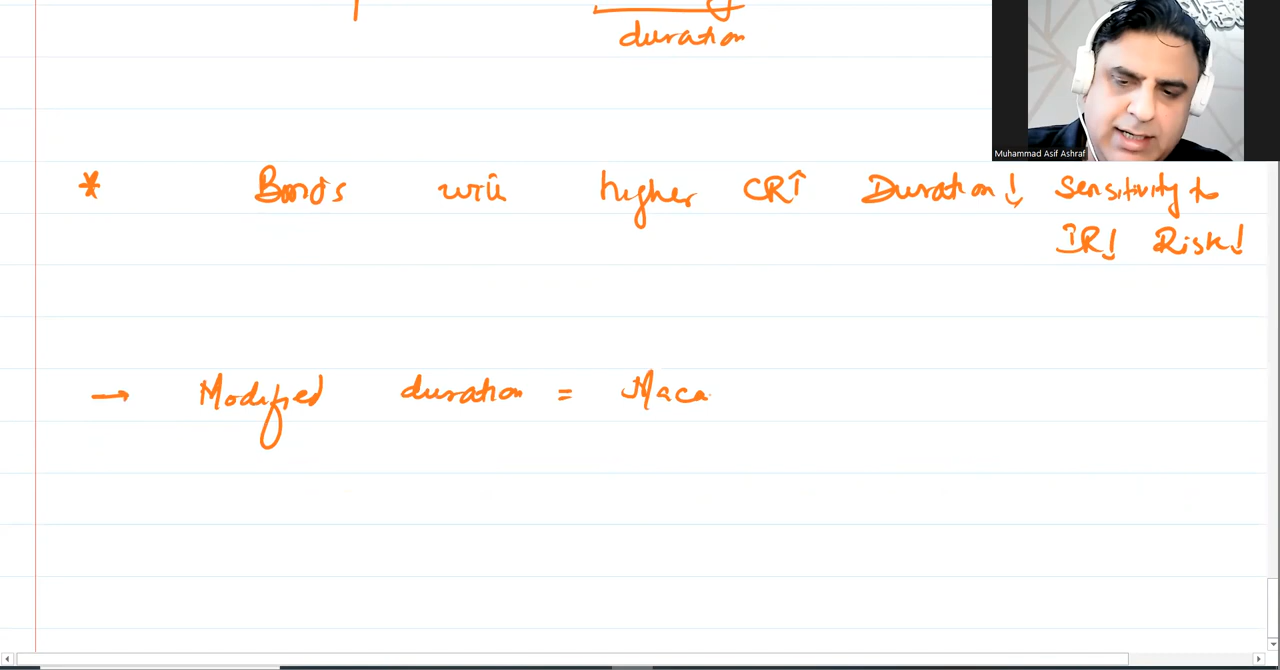 duration
Muhammad Asif Ashraf
* Bonds with higher CR↑ Duration↓ Sensitivity to
IR↓ Risk↓
→ Modified duration = Maca